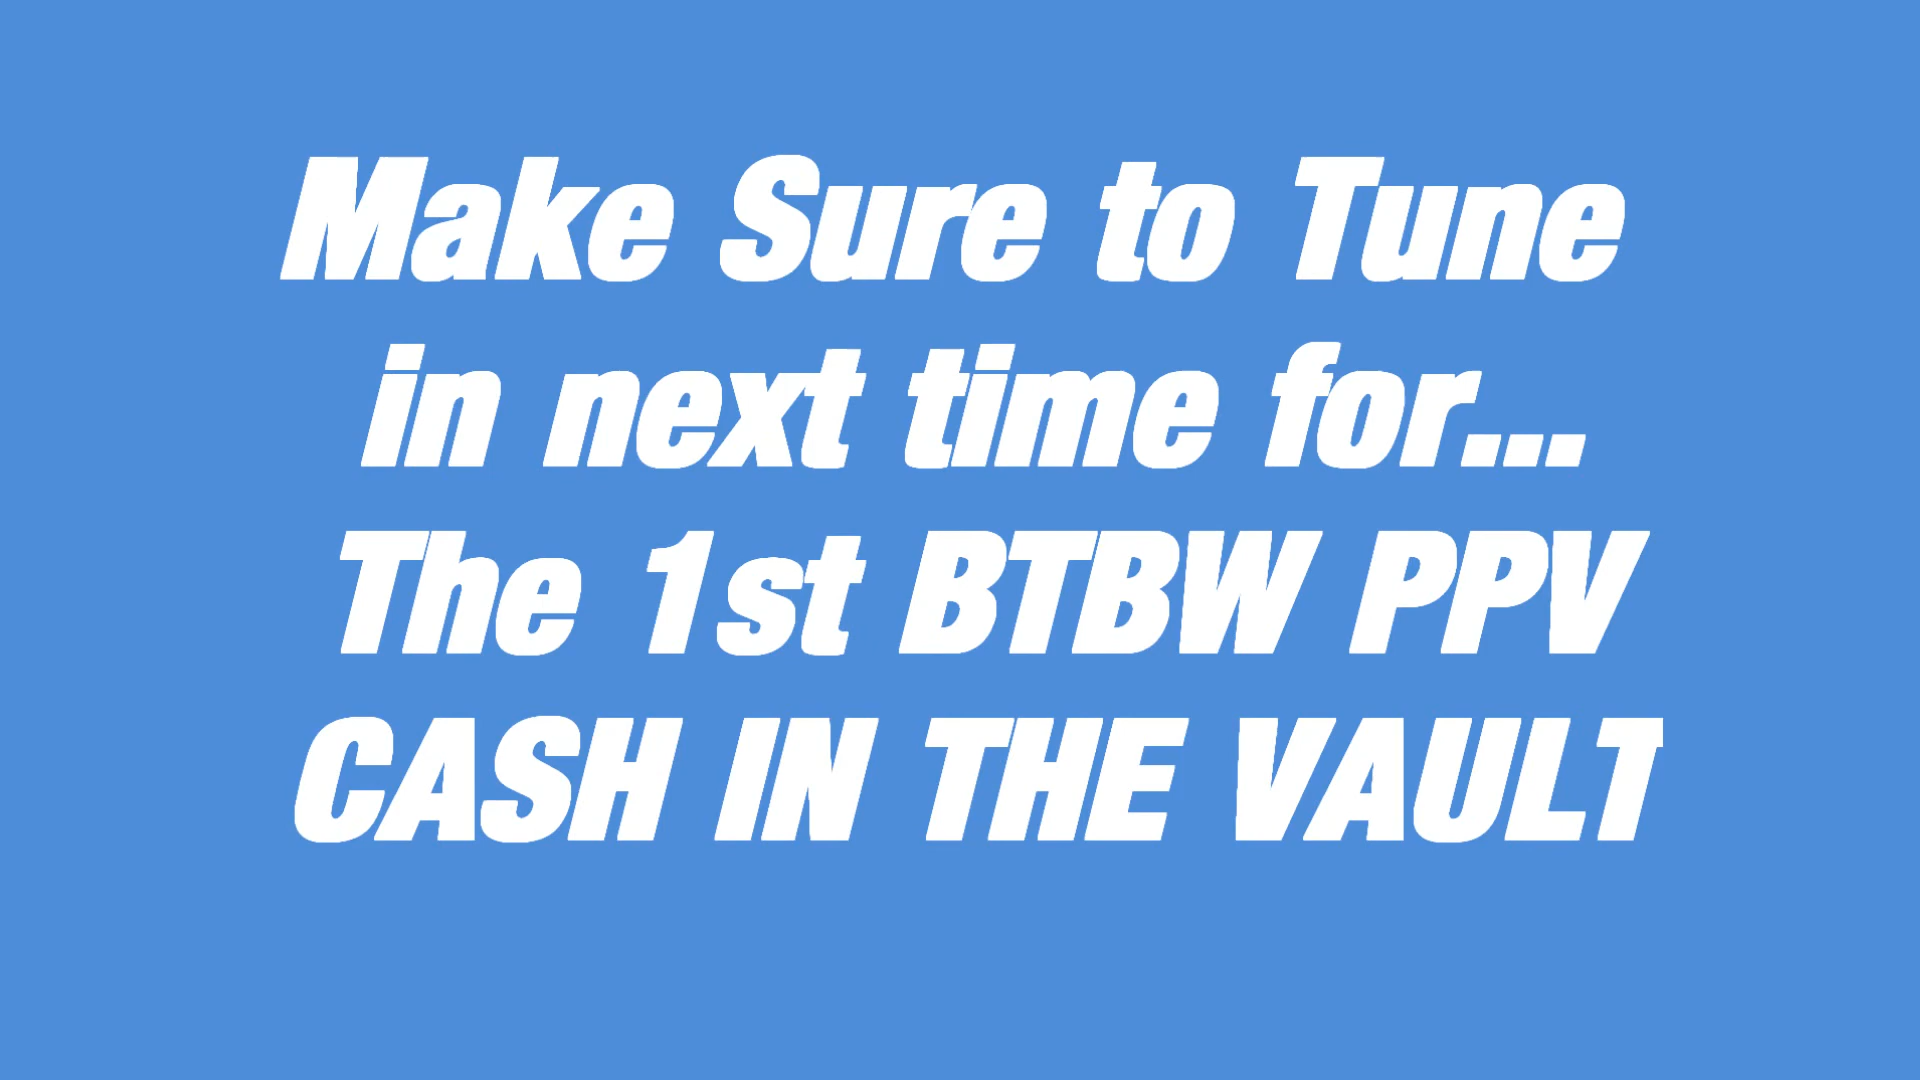 Make Sure to Tune
in next time for...
The 1st BTBW PPV
CASH IN THE VAULT